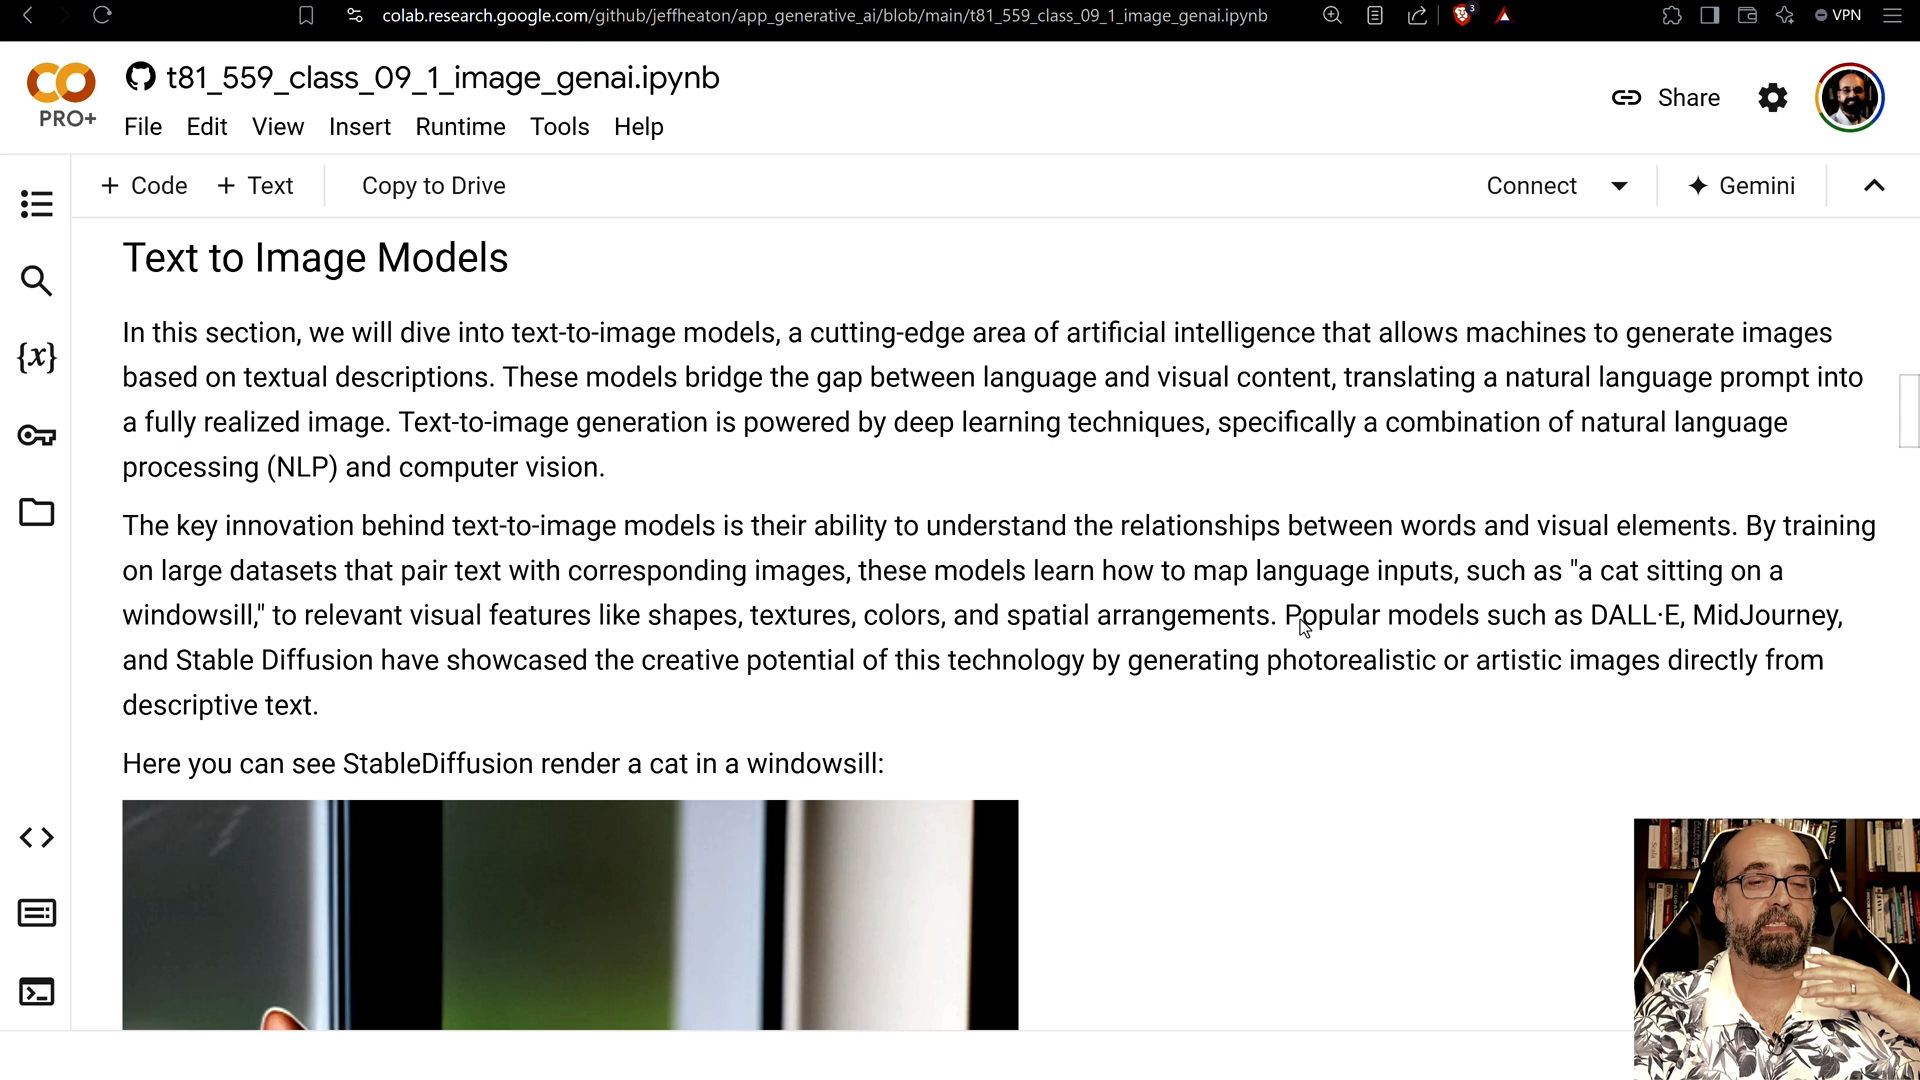 colab.research.google.com/github/jeffheaton/app_generative_ai/blob/main/t81_559_class_09_1_image_genai.ipynb
3
VPN
PRO+
t81_559_class_09_1_image_genai.ipynb
File Edit View Insert Runtime Tools Help
Share
+ Code + Text Copy to Drive
Connect
Gemini
{x}
Text to Image Models
In this section, we will dive into text-to-image models, a cutting-edge area of artificial intelligence that allows machines to generate images
based on textual descriptions. These models bridge the gap between language and visual content, translating a natural language prompt into
a fully realized image. Text-to-image generation is powered by deep learning techniques, specifically a combination of natural language
processing (NLP) and computer vision.
The key innovation behind text-to-image models is their ability to understand the relationships between words and visual elements. By training
on large datasets that pair text with corresponding images, these models learn how to map language inputs, such as "a cat sitting on a
windowsill," to relevant visual features like shapes, textures, colors, and spatial arrangements. Popular models such as DALL·E, MidJourney,
and Stable Diffusion have showcased the creative potential of this technology by generating photorealistic or artistic images directly from
descriptive text.
Here you can see StableDiffusion render a cat in a windowsill: